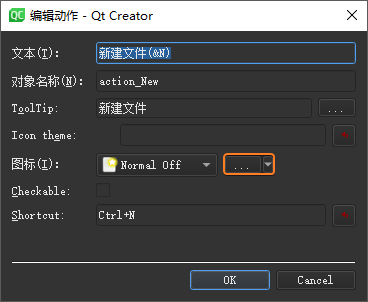 编辑动作 - Qt Creator
文本(T): 新建文件(&N)
对象名称(N): action_New
ToolTip: 新建文件 ...
Icon theme:
图标(I): Normal Off ...
Checkable:
Shortcut: Ctrl+N
OK Cancel